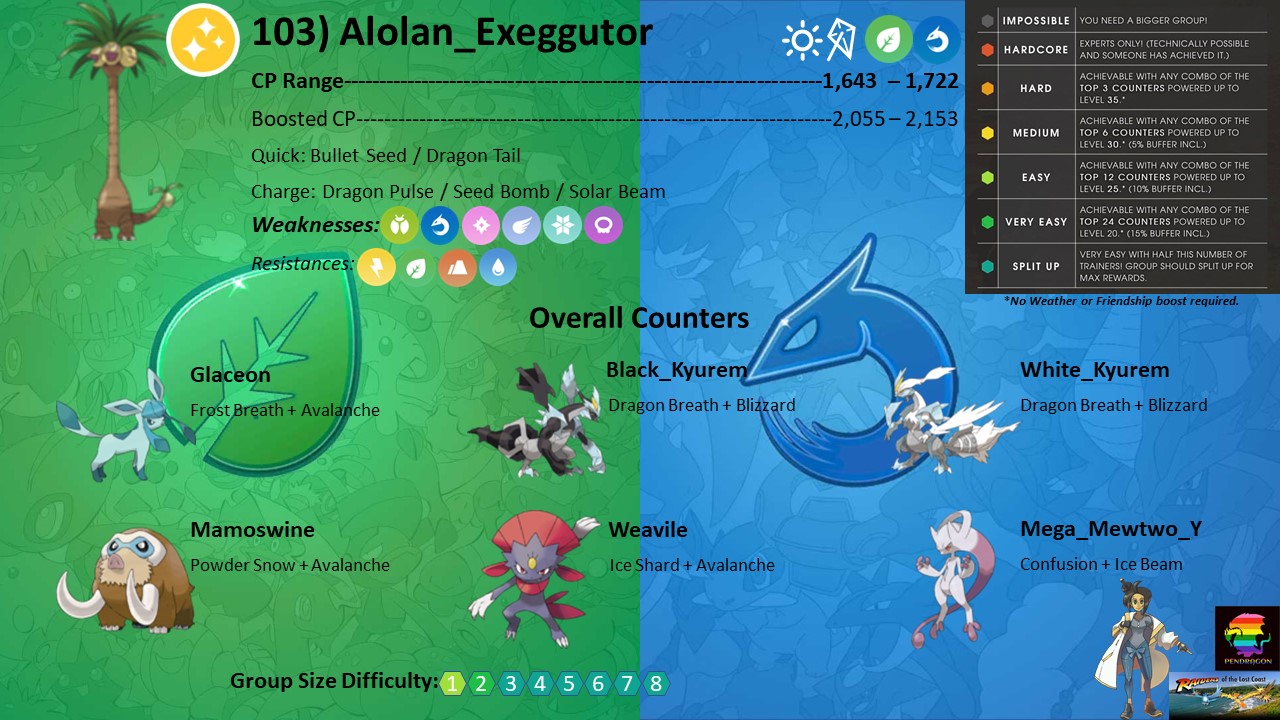 103) Alolan_Exeggutor
CP Range---------------------------------------------------------------------1,643 – 1,722
Boosted CP--------------------------------------------------------------------2,055 – 2,153
Quick: Bullet Seed / Dragon Tail
Charge: Dragon Pulse / Seed Bomb / Solar Beam
Weaknesses:
Resistances:
IMPOSSIBLE YOU NEED A BIGGER GROUP!
HARDCORE EXPERTS ONLY! (TECHNICALLY POSSIBLE
AND SOMEONE HAS ACHIEVED IT.)
HARD ACHIEVABLE WITH ANY COMBO OF THE
TOP 3 COUNTERS POWERED UP TO
LEVEL 35.*
MEDIUM ACHIEVABLE WITH ANY COMBO OF THE
TOP 6 COUNTERS POWERED UP TO
LEVEL 30.* (5% BUFFER INCL.)
EASY ACHIEVABLE WITH ANY COMBO OF THE
TOP 12 COUNTERS POWERED UP TO
LEVEL 25.* (10% BUFFER INCL.)
VERY EASY ACHIEVABLE WITH ANY COMBO OF THE
TOP 24 COUNTERS POWERED UP TO
LEVEL 20.* (15% BUFFER INCL.)
SPLIT UP VERY EASY WITH HALF THIS NUMBER OF
TRAINERS! GROUP SHOULD SPLIT UP FOR
MAX REWARDS.
*No Weather or Friendship boost required.
Overall Counters
Glaceon
Frost Breath + Avalanche
Black_Kyurem
Dragon Breath + Blizzard
White_Kyurem
Dragon Breath + Blizzard
Mamoswine
Powder Snow + Avalanche
Weavile
Ice Shard + Avalanche
Mega_Mewtwo_Y
Confusion + Ice Beam
Group Size Difficulty: 1 2 3 4 5 6 7 8
PENDRAGON
RAIDERS of the Lost Coast